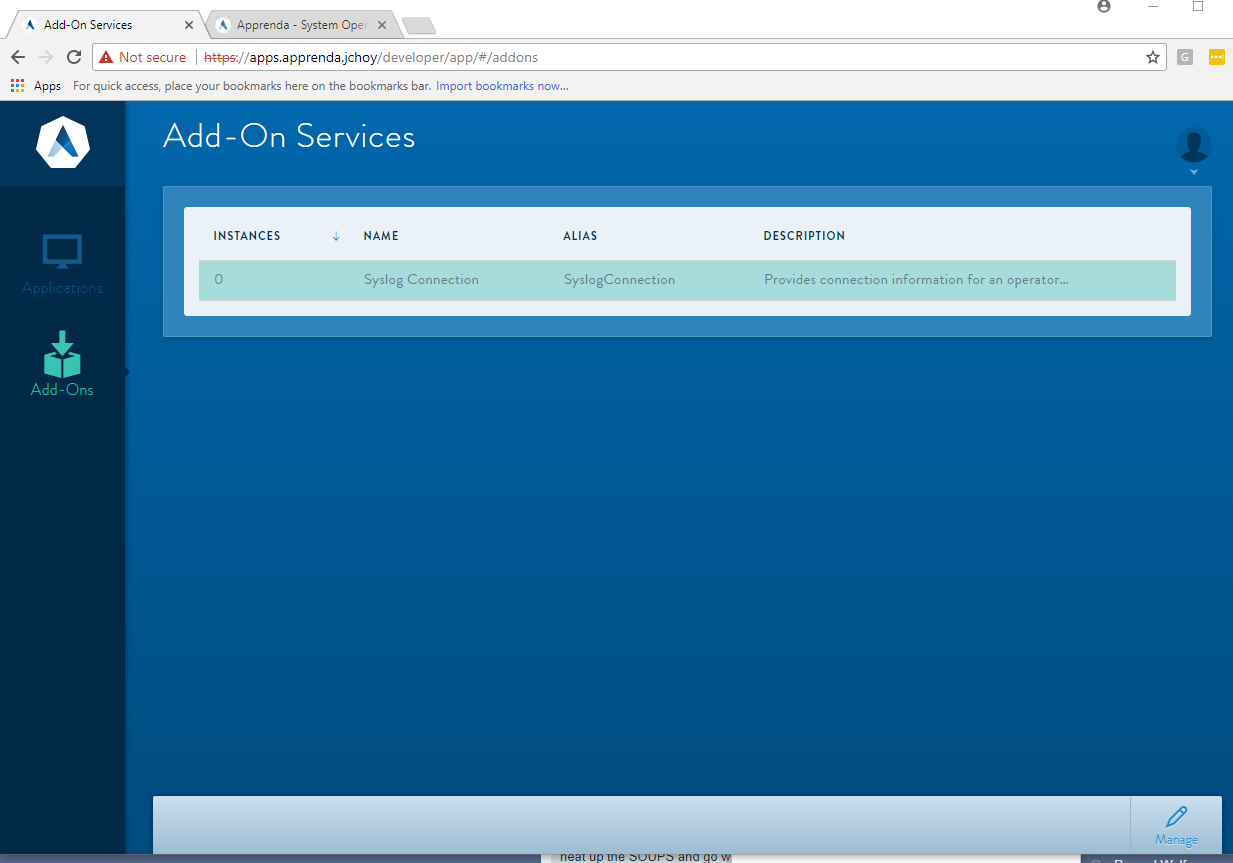 Add-On Services
Apprenda - System Oper
Not secure https://apps.apprenda.jchoy/developer/app/#/addons
G
Apps For quick access, place your bookmarks here on the bookmarks bar. Import bookmarks now...
Add-On Services
INSTANCES NAME ALIAS DESCRIPTION
0 Syslog Connection SyslogConnection Provides connection information for an operator...
Applications
Add-Ons
Manage
heat up the SOUPS and go w